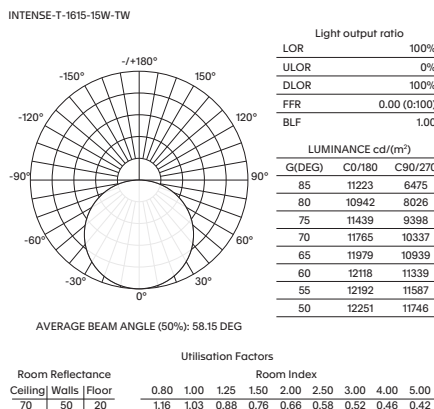 INTENSE-T-1615-15W-TW
-/+180°
-150° 150°
-120° 120°
-90° 90°
-60° 60°
-30° 30°
0°
AVERAGE BEAM ANGLE (50%): 58.15 DEG
Light output ratio
LOR 100%
ULOR 0%
DLOR 100%
FFR 0.00 (0:100)
BLF 1.00
LUMINANCE cd/(m²)
G(DEG) C0/180 C90/270
85 11223 6475
80 10942 8026
75 11439 9398
70 11765 10337
65 11979 10939
60 12118 11339
55 12192 11587
50 12251 11746
Utilisation Factors
Room Reflectance Room Index
Ceiling Walls Floor 0.80 1.00 1.25 1.50 2.00 2.50 3.00 4.00 5.00
70 50 20 1.16 1.03 0.88 0.76 0.66 0.58 0.52 0.46 0.42